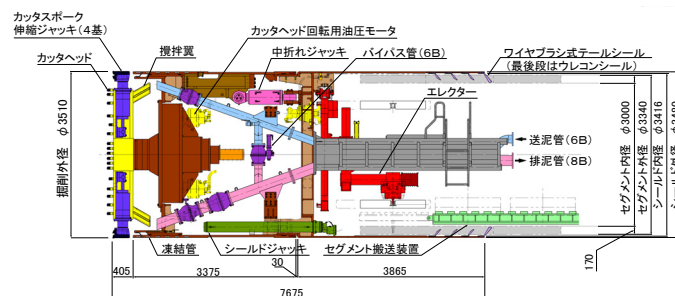 カッタスポーク
伸縮ジャッキ(4基)
カッタヘッド
攪拌翼
カッタヘッド回転用油圧モータ
中折れジャッキ
バイパス管(6B)
ワイヤブラシ式テールシール
(最後段はウレコンシール)
エレクター
送泥管(6B)
排泥管(8B)
掘削外径 φ3510
セグメント内径 φ3000
セグメント外径 φ3340
シールド内径 φ3416
凍結管
シールドジャッキ
セグメント搬送装置
30
170
405
3375
3865
7675